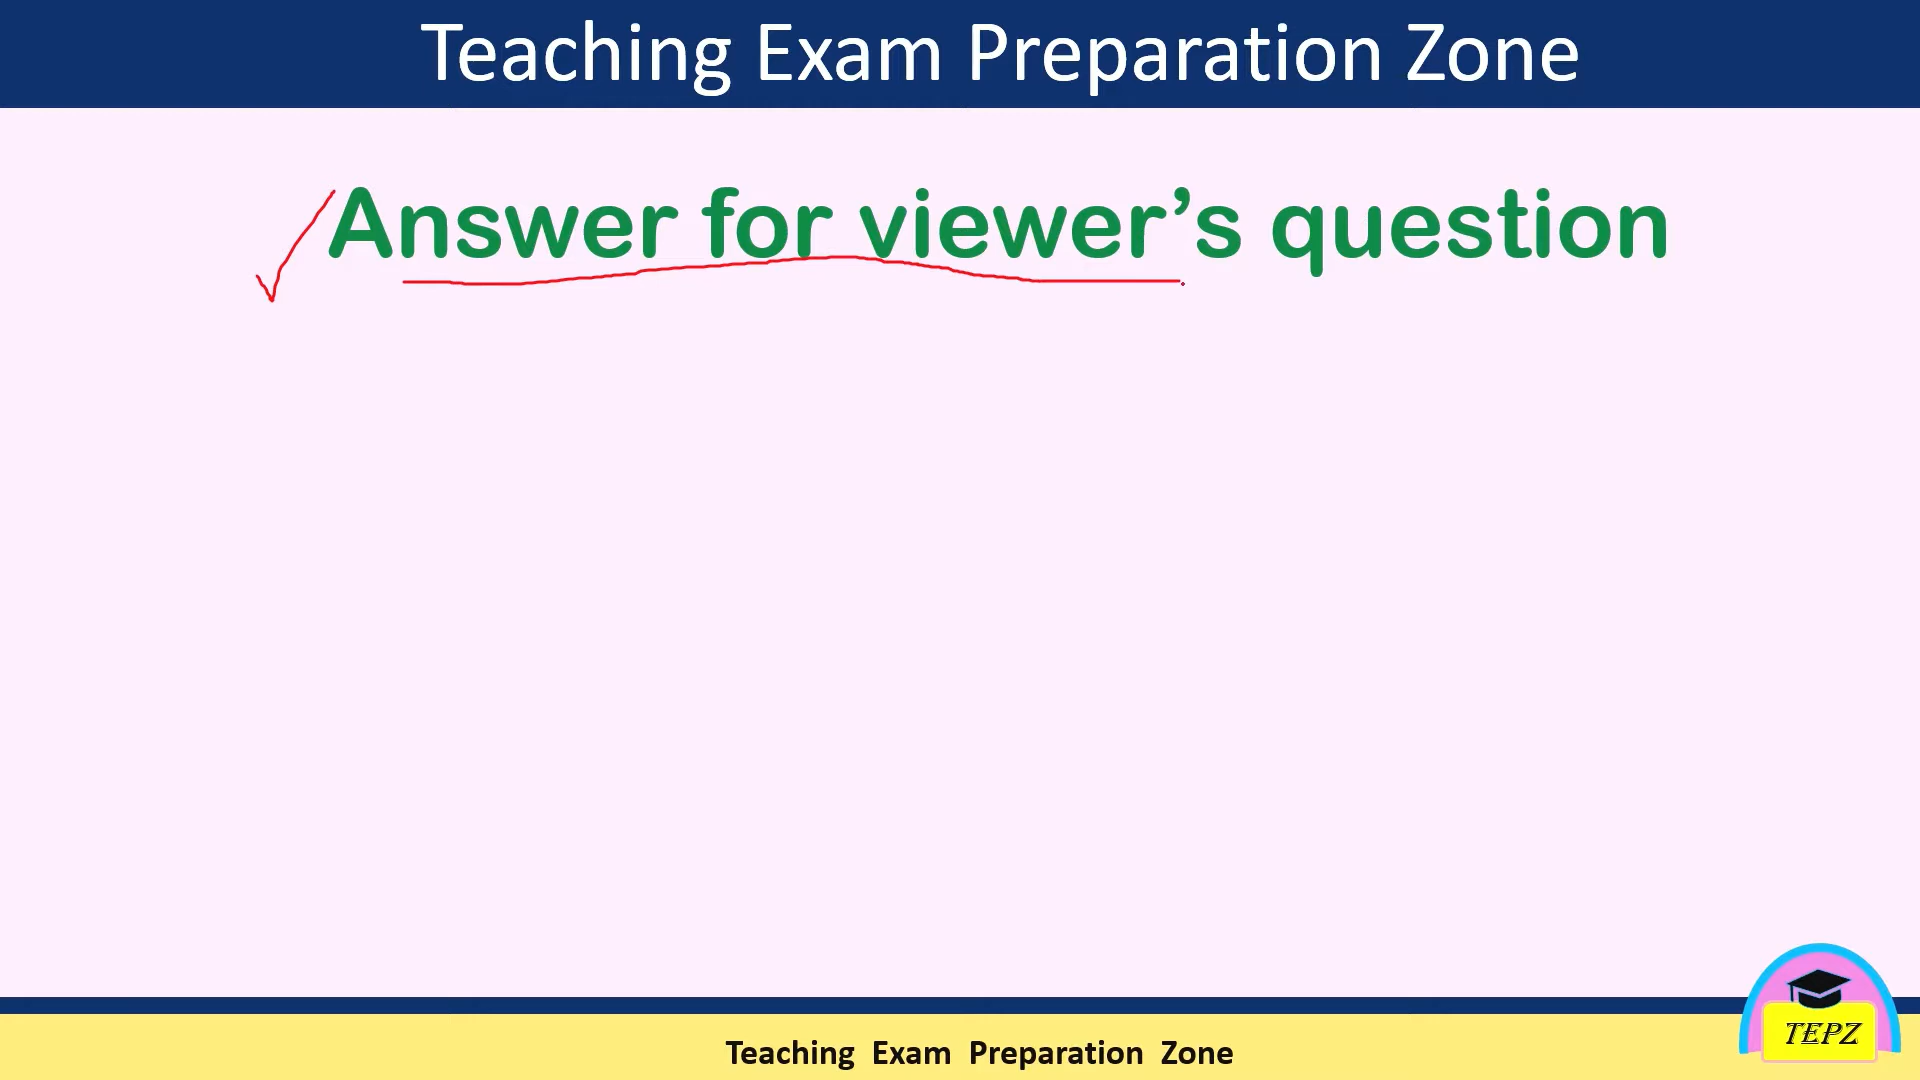 Teaching Exam Preparation Zone
Answer for viewer’s question
TEPZ
Teaching Exam Preparation Zone